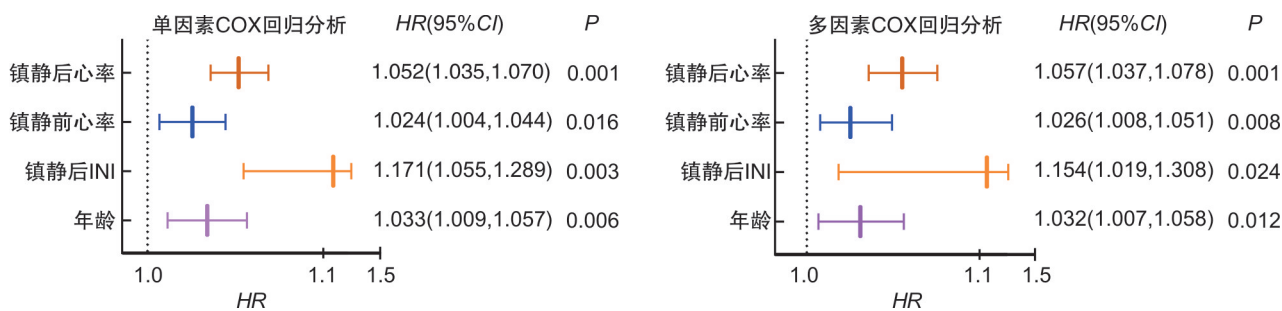 单因素COX回归分析 HR(95%CI) P
镇静后心率 1.052(1.035,1.070) 0.001
镇静前心率 1.024(1.004,1.044) 0.016
镇静后INI 1.171(1.055,1.289) 0.003
年龄 1.033(1.009,1.057) 0.006
1.0 1.1 1.5
HR
多因素COX回归分析 HR(95%CI) P
镇静后心率 1.057(1.037,1.078) 0.001
镇静前心率 1.026(1.008,1.051) 0.008
镇静后INI 1.154(1.019,1.308) 0.024
年龄 1.032(1.007,1.058) 0.012
1.0 1.1 1.5
HR